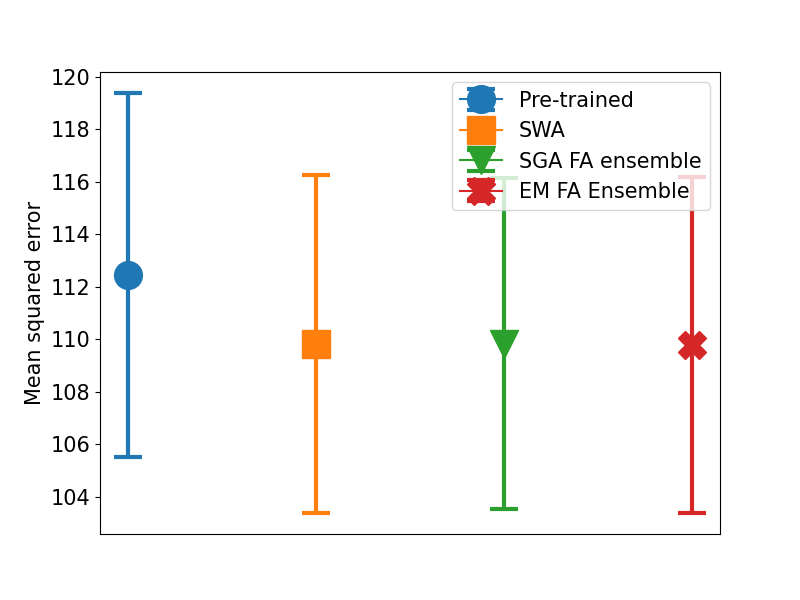 Mean squared error
120
118
116
114
112
110
108
106
104
Pre-trained
SWA
SGA FA ensemble
EM FA Ensemble